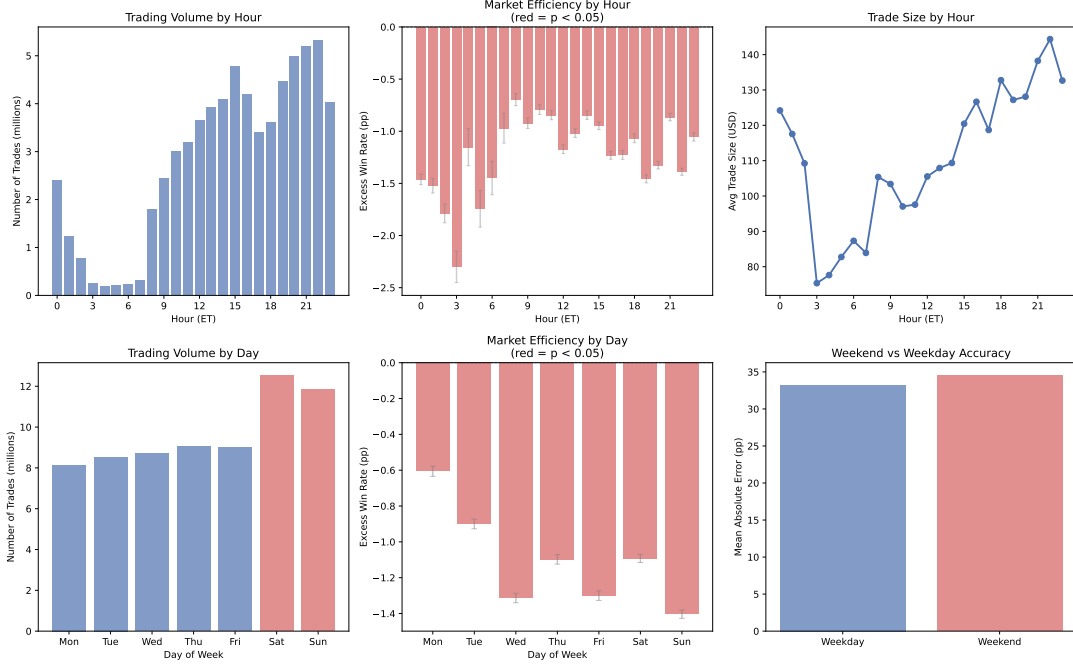 Trading Volume by Hour
Number of Trades (millions)
5
4
3
2
1
0
0 3 6 9 12 15 18 21
Hour (ET)
Market Efficiency by Hour
(red = p < 0.05)
Excess Win Rate (pp)
0.0
−0.5
−1.0
−1.5
−2.0
−2.5
0 3 6 9 12 15 18 21
Hour (ET)
Trade Size by Hour
Avg Trade Size (USD)
140
130
120
110
100
90
80
0 3 6 9 12 15 18 21
Hour (ET)
Trading Volume by Day
Number of Trades (millions)
12
10
8
6
4
2
0
Mon Tue Wed Thu Fri Sat Sun
Day of Week
Market Efficiency by Day
(red = p < 0.05)
Excess Win Rate (pp)
0.0
−0.2
−0.4
−0.6
−0.8
−1.0
−1.2
−1.4
Mon Tue Wed Thu Fri Sat Sun
Day of Week
Weekend vs Weekday Accuracy
Mean Absolute Error (pp)
35
30
25
20
15
10
5
0
Weekday Weekend